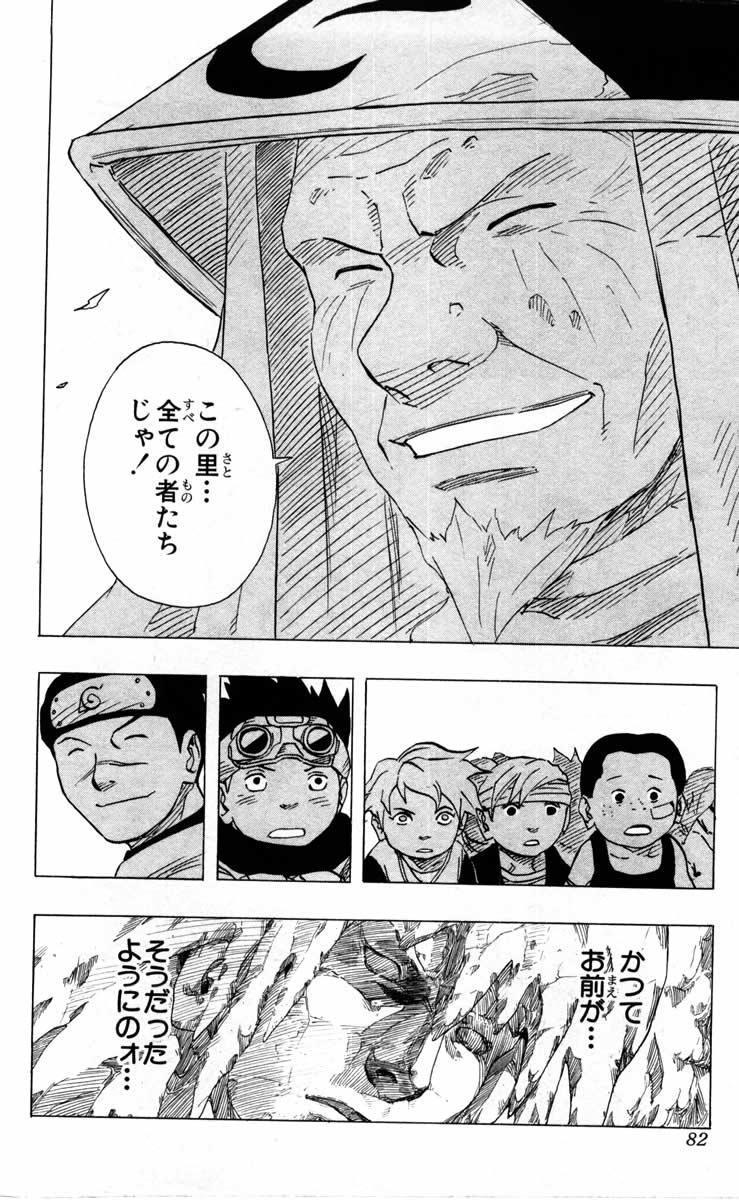 この里…
全ての者たち
じゃ！
かつて
お前が…
そうだった
ようにのォ…
82